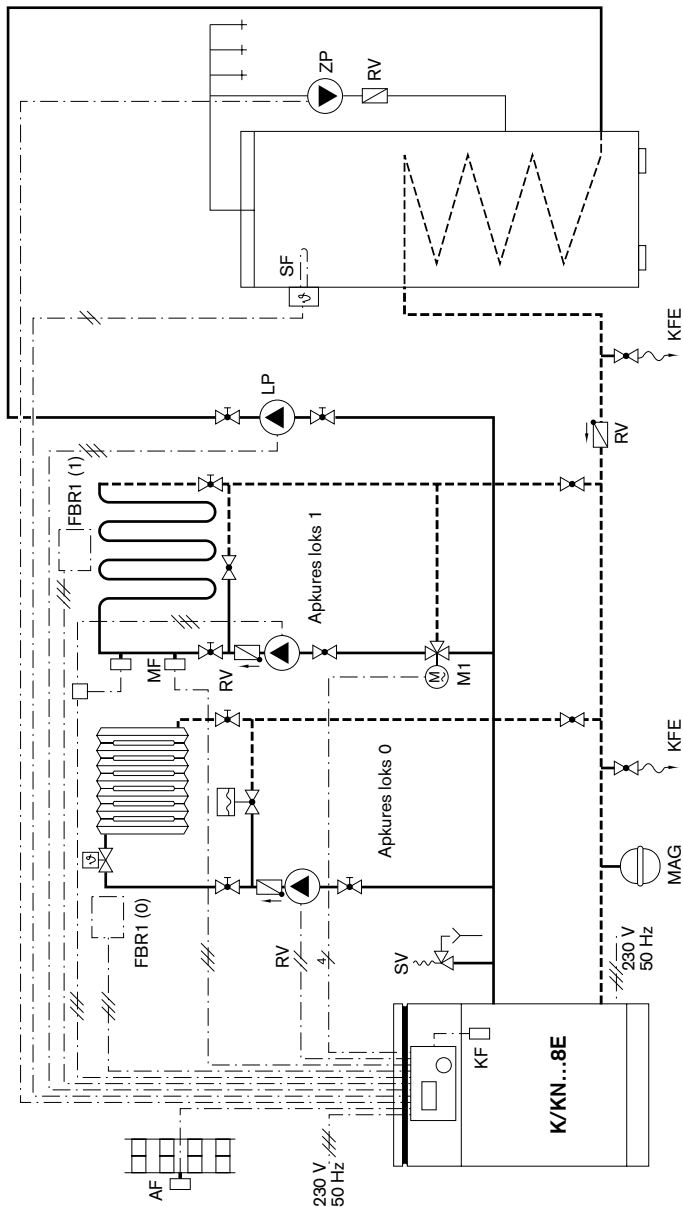 ZP
RV
SF
KFE
LP
RV
FBR1 (1)
Apkures loks 1
MF
RV
M
M1
Apkures loks 0
KFE
FBR1 (0)
RV
4
SV
MAG
230 V
50 Hz
KF
K/KN...8E
AF
230 V
50 Hz
ϑ
ϑ